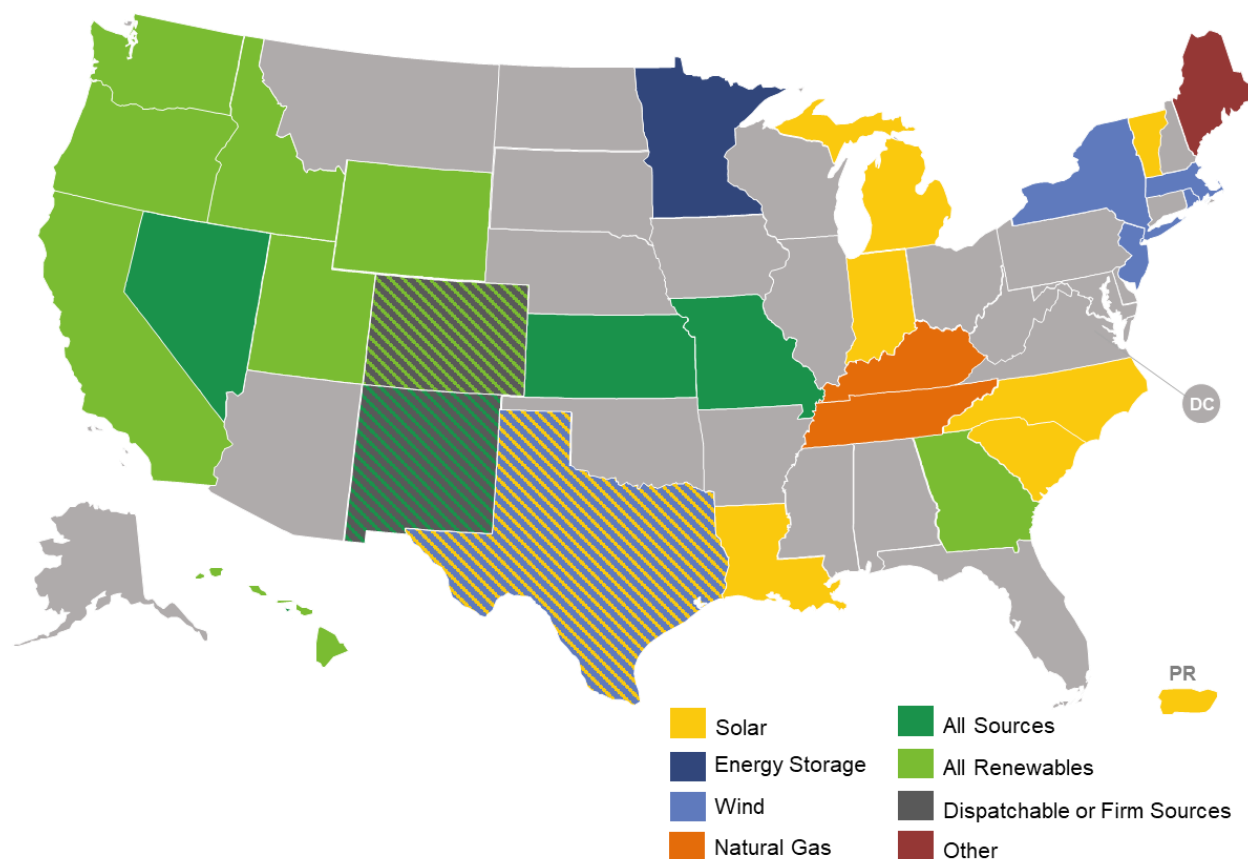 DC
PR
Solar
Energy Storage
Wind
Natural Gas
All Sources
All Renewables
Dispatchable or Firm Sources
Other